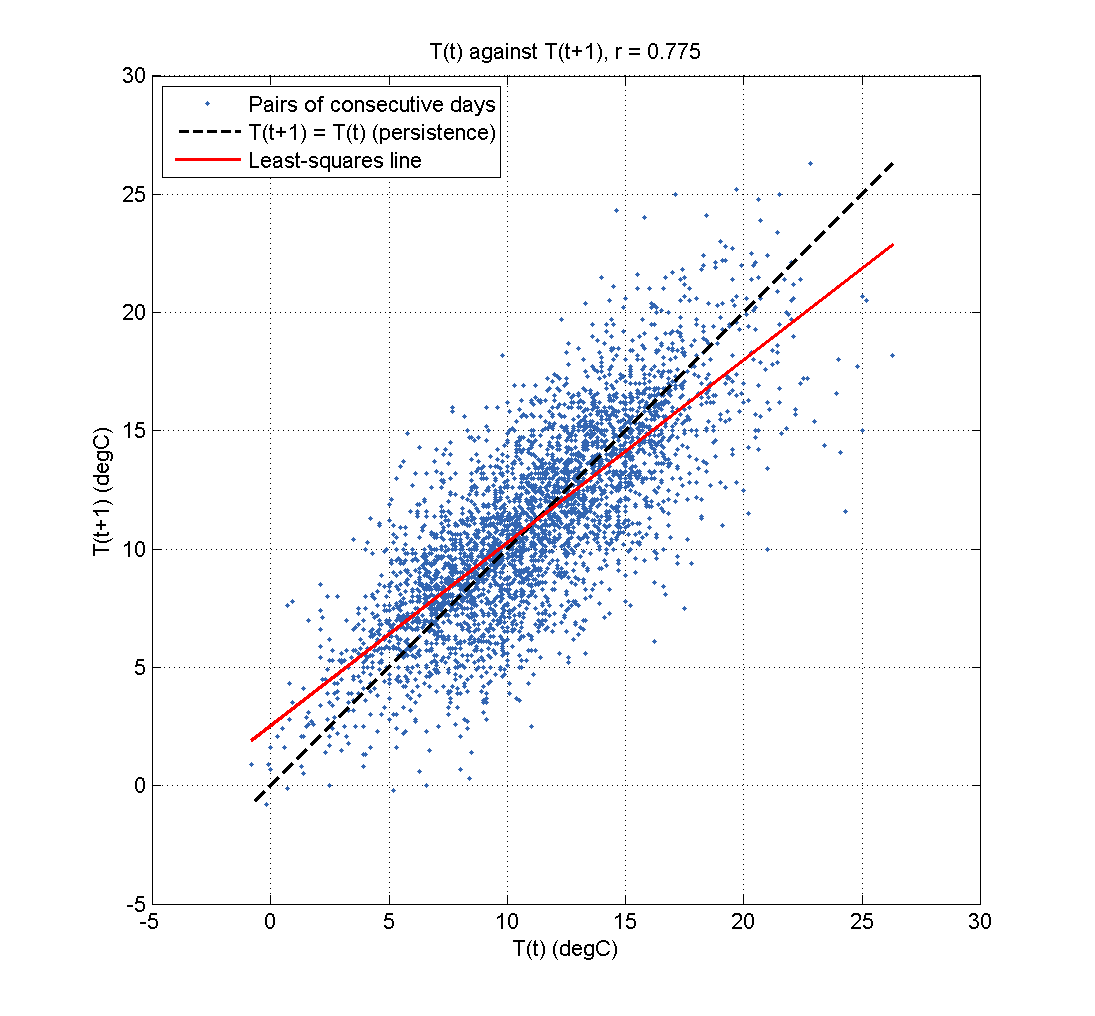 T(t) against T(t+1), r = 0.775
Pairs of consecutive days
T(t+1) = T(t) (persistence)
Least-squares line
30
25
20
15
10
5
0
-5
T(t+1) (degC)
-5 0 5 10 15 20 25 30
T(t) (degC)